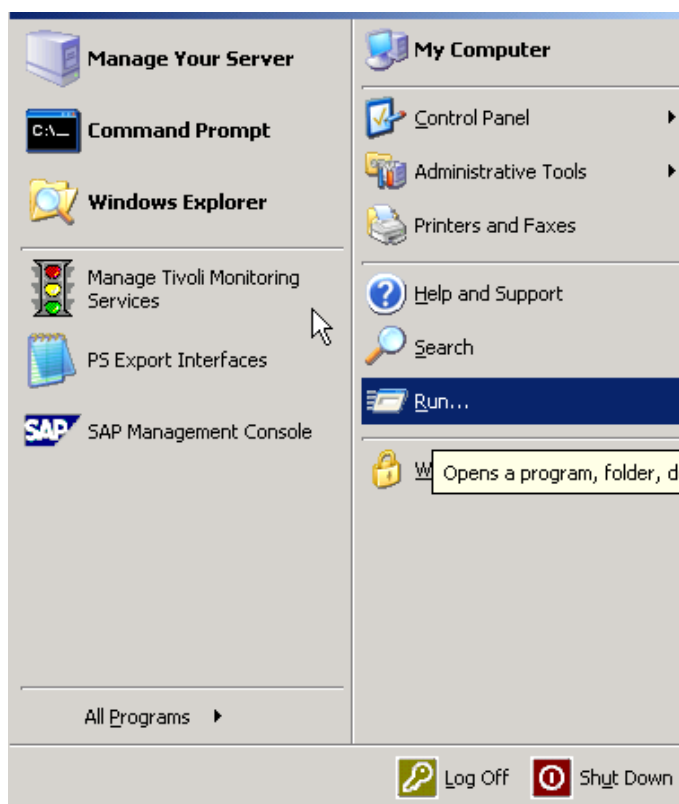 Manage Your Server
C:\_
Command Prompt
Windows Explorer
Manage Tivoli Monitoring
Services
PS Export Interfaces
SAP
SAP Management Console
All Programs
My Computer
Control Panel
Administrative Tools
Printers and Faxes
Help and Support
Search
Run...
W
Opens a program, folder, d
Log Off
Shut Down